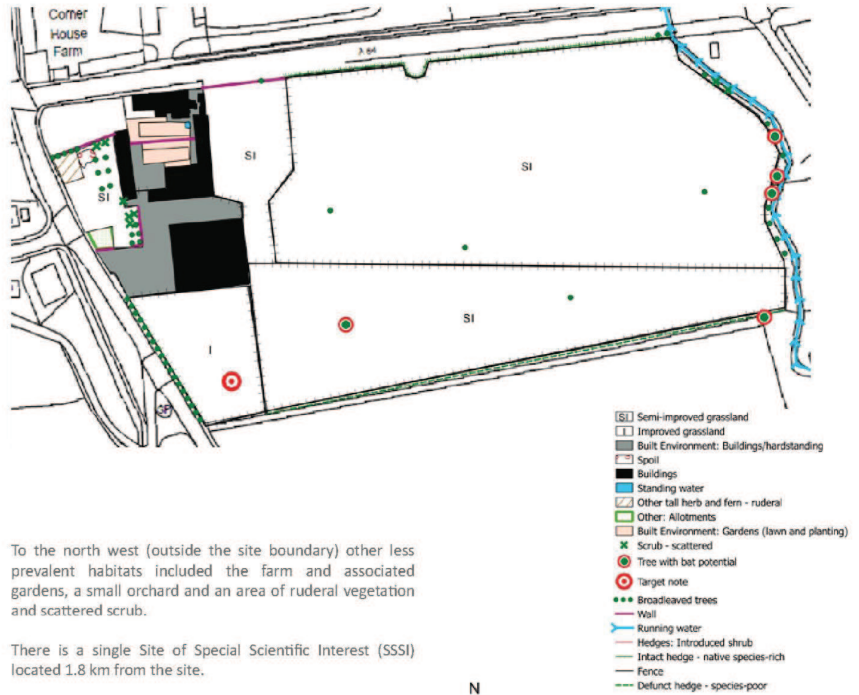 Corner
House
Farm
A 64
SI
SI
SI
SI
I
GP
SI Semi-improved grassland
I Improved grassland
Built Environment: Buildings/hardstanding
Spoil
Buildings
Standing water
Other tall herb and fern - ruderal
Other: Allotments
Built Environment: Gardens (lawn and planting)
Scrub - scattered
Tree with bat potential
Target note
Broadleaved trees
Wall
Running water
Hedges: Introduced shrub
Intact hedge - native species-rich
Fence
Defunct hedge - species-poor
To the north west (outside the site boundary) other less
prevalent habitats included the farm and associated
gardens, a small orchard and an area of ruderal vegetation
and scattered scrub.
There is a single Site of Special Scientific Interest (SSSI)
located 1.8 km from the site.
N